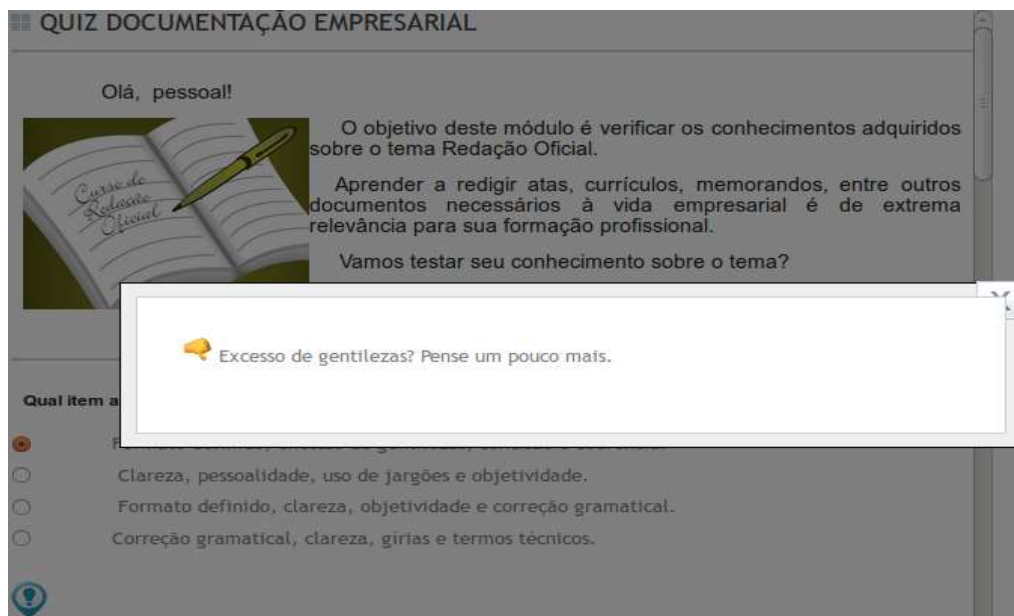 QUIZ DOCUMENTAÇÃO EMPRESARIAL
Olá, pessoal!
O objetivo deste módulo é verificar os conhecimentos adquiridos
sobre o tema Redação Oficial.
Aprender a redigir atas, currículos, memorandos, entre outros
documentos necessários à vida empresarial é de extrema
relevância para sua formação profissional.
Vamos testar seu conhecimento sobre o tema?
Curso de
Redação
Oficial
X
Excesso de gentilezas? Pense um pouco mais.
Qual item a
Clareza, pessoalidade, uso de jargões e objetividade.
Formato definido, clareza, objetividade e correção gramatical.
Correção gramatical, clareza, gírias e termos técnicos.